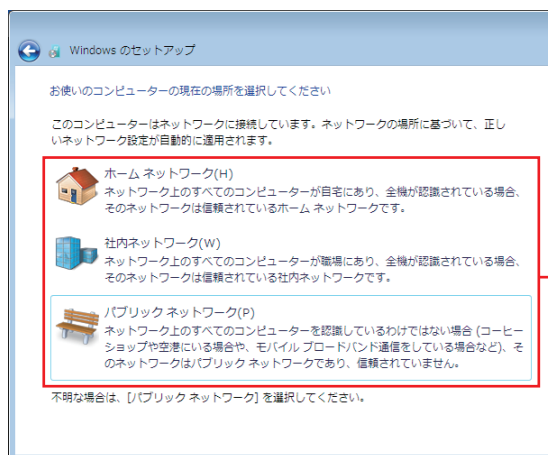 Windows のセットアップ
お使いのコンピューターの現在の場所を選択してください
このコンピューターはネットワークに接続しています。ネットワークの場所に基づいて、正し
いネットワーク設定が自動的に適用されます。
ホーム ネットワーク(H)
ネットワーク上のすべてのコンピューターが自宅にあり、全機が認識されている場合、
そのネットワークは信頼されているホーム ネットワークです。
社内ネットワーク(W)
ネットワーク上のすべてのコンピューターが職場にあり、全機が認識されている場合、
そのネットワークは信頼されている社内ネットワークです。
パブリック ネットワーク(P)
ネットワーク上のすべてのコンピューターを認識しているわけではない場合 (コーヒー
ショップや空港にいる場合や、モバイル ブロードバンド通信をしている場合など)、そ
のネットワークはパブリック ネットワークであり、信頼されていません。
不明な場合は、[パブリック ネットワーク] を選択してください。